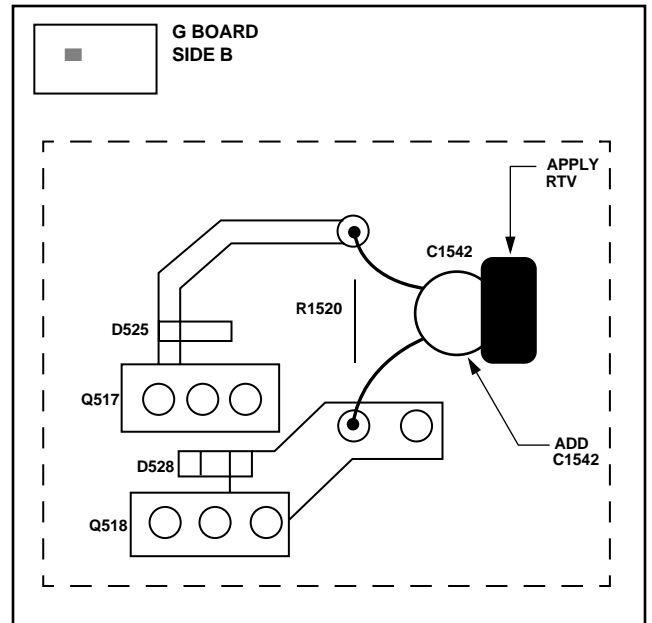 G BOARD
SIDE B
APPLY
RTV
C1542
R1520
D525
Q517
D528
ADD
C1542
Q518